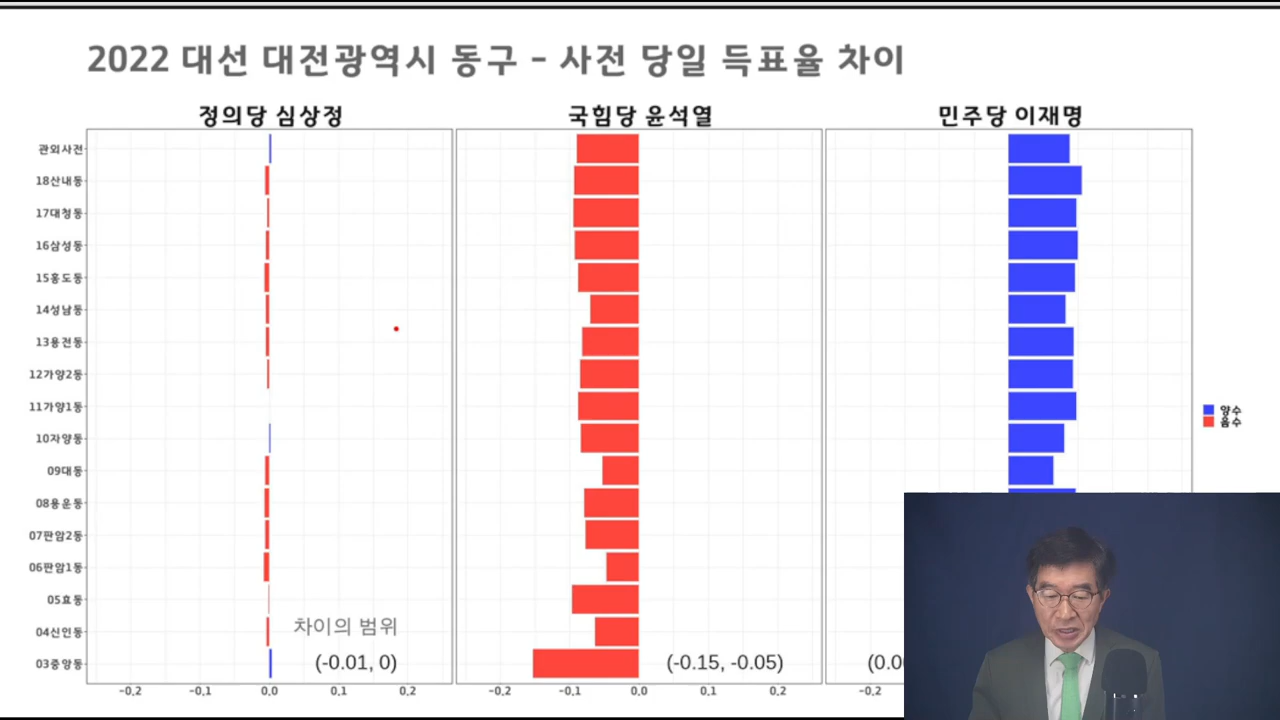 2022 대선 대전광역시 동구 - 사전 당일 득표율 차이
정의당 심상정
국힘당 윤석열
민주당 이재명
관외사전
18산내동
17대청동
16삼성동
15홍도동
14성남동
13용전동
12가양2동
11가양1동
10자양동
09대동
08용운동
07판암2동
06판암1동
05효동
04신인동
03중앙동
차이의 범위
(-0.01, 0)
(-0.15, -0.05)
(0.0
-0.2 -0.1 0.0 0.1 0.2
-0.2 -0.1 0.0 0.1 0.2
-0.2
양수
음수